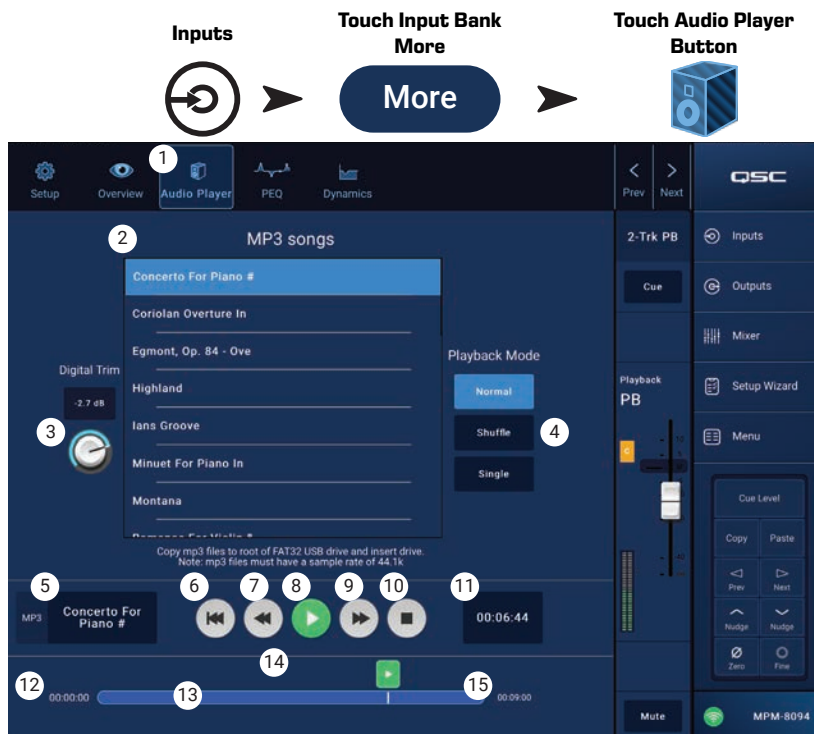 Inputs
Touch Input Bank
More
Touch Audio Player
Button
More
1
Setup
Overview
Audio Player
PEQ
Dynamics
Prev
Next
QSC
2
MP3 songs
2-Trk PB
Inputs
Concerto For Piano #
Cue
Outputs
Coriolan Overture In
Egmont, Op. 84 - Ove
Mixer
Digital Trim
Playback Mode
-2.7 dB
Highland
Normal
Playback
PB
Setup Wizard
3
Ians Groove
Shuffle
4
Menu
10
5
C
Minuet For Piano In
Single
Montana
Cue Level
Romance For Violin #
Copy
Paste
Copy mp3 files to root of FAT32 USB drive and insert drive.
Note: mp3 files must have a sample rate of 44.1k
40
Prev
Next
5
6
7
8
9
10
11
MP3
Concerto For
Piano #
00:06:44
Nudge
Nudge
Zero
Fine
14
12
00:00:00
13
15
00:09:00
Mute
MPM-8094